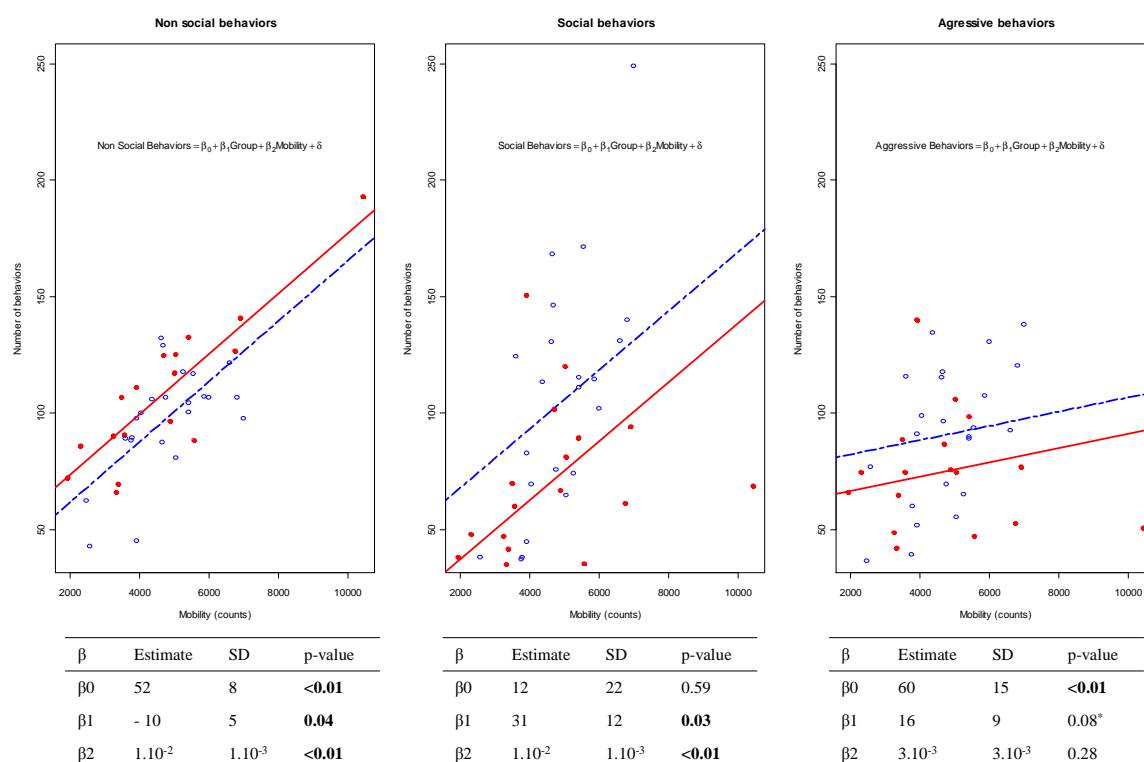 Non social behaviors
250
200
150
100
50
Number of behaviors
Non Social Behaviors = β0 + β1Group + β2Mobility + δ
2000 4000 6000 8000 10000
Mobility (counts)
β Estimate SD p-value
β0 52 8 <0.01
β1 - 10 5 0.04
β2 1.10-2 1.10-3 <0.01
Social behaviors
250
200
150
100
50
Number of behaviors
Social Behaviors = β0 + β1Group + β2Mobility + δ
2000 4000 6000 8000 10000
Mobility (counts)
β Estimate SD p-value
β0 12 22 0.59
β1 31 12 0.03
β2 1.10-2 1.10-3 <0.01
Agressive behaviors
250
200
150
100
50
Number of behaviors
Aggressive Behaviors = β0 + β1Group + β2Mobility + δ
2000 4000 6000 8000 10000
Mobility (counts)
β Estimate SD p-value
β0 60 15 <0.01
β1 16 9 0.08*
β2 3.10-3 3.10-3 0.28